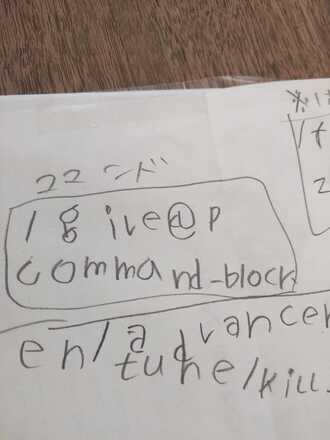 コマンド
/give@p
command-block
※
/t
en/advancem
tune/kill